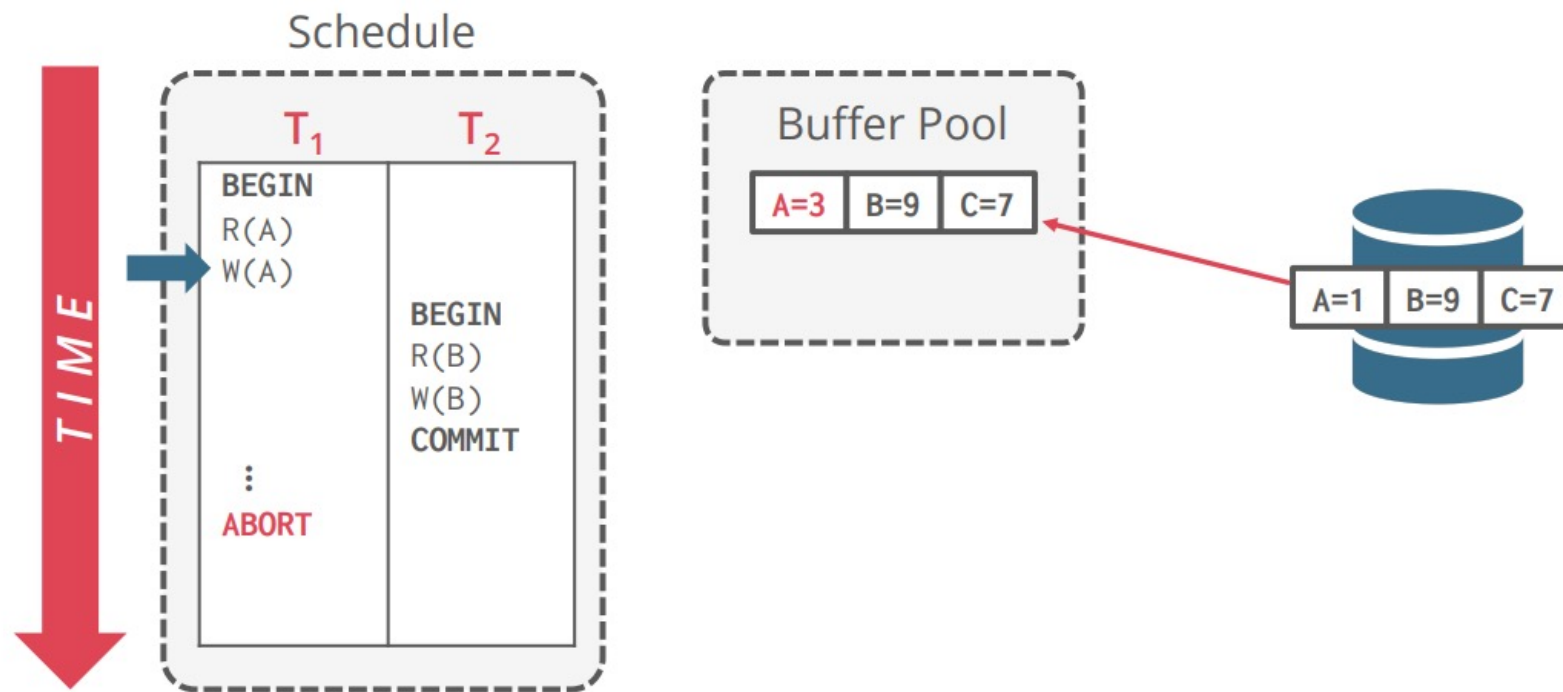 Schedule
TIME
T₁ T₂
BEGIN
R(A)
W(A)
BEGIN
R(B)
W(B)
COMMIT
⋮
ABORT
Buffer Pool
A=3 B=9 C=7
A=1 B=9 C=7